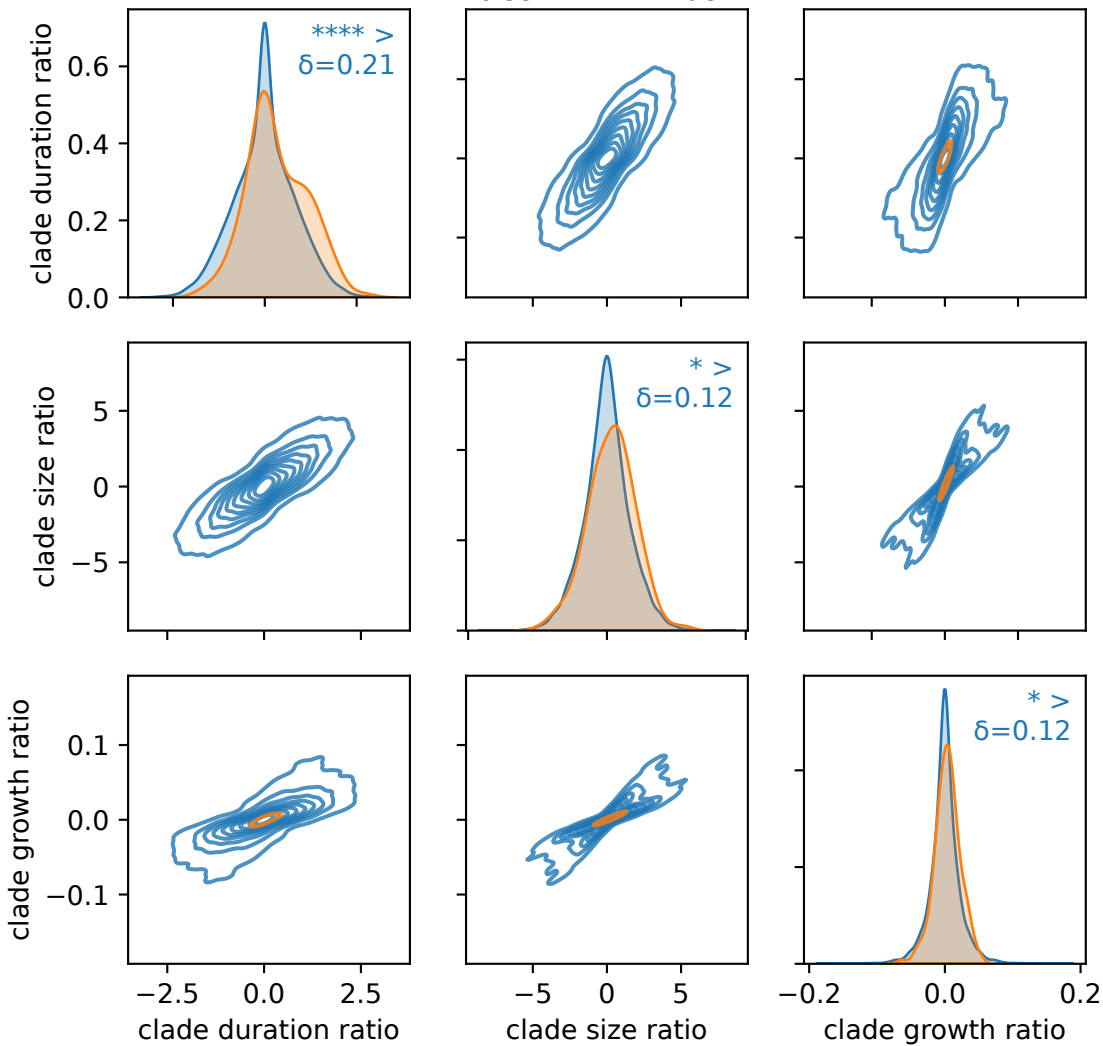 clade duration ratio
0.6
0.4
0.2
0.0
**** >
δ=0.21
clade size ratio
5
0
−5
* >
δ=0.12
clade growth ratio
0.1
0.0
−0.1
* >
δ=0.12
−2.5 0.0 2.5
−5 0 5
−0.2 0.0 0.2
clade duration ratio
clade size ratio
clade growth ratio